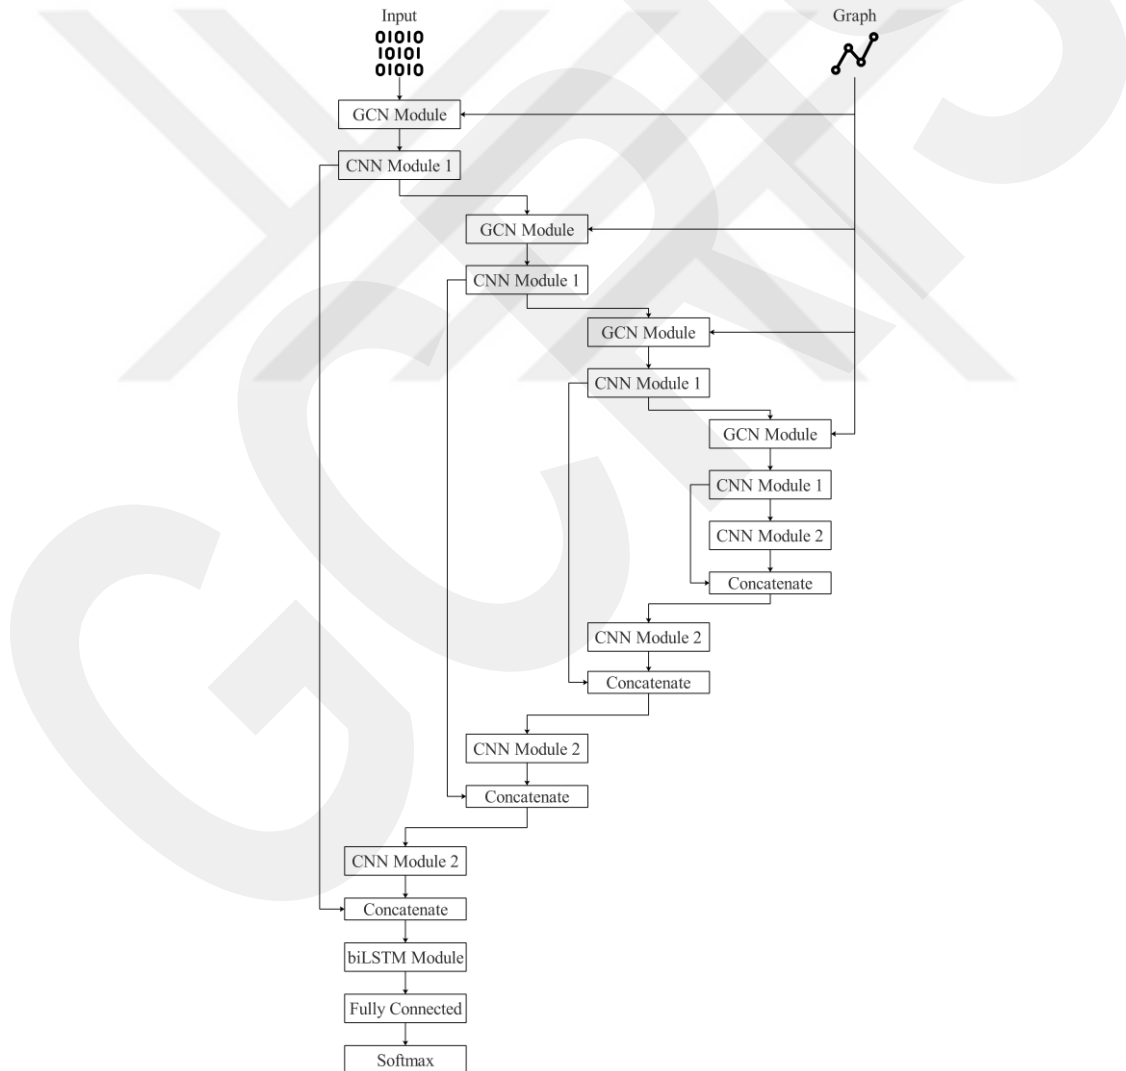 Input
Graph
01010
10101
01010
GCN Module
CNN Module 1
GCN Module
CNN Module 1
GCN Module
CNN Module 1
GCN Module
CNN Module 1
CNN Module 2
Concatenate
CNN Module 2
Concatenate
CNN Module 2
Concatenate
CNN Module 2
Concatenate
biLSTM Module
Fully Connected
Softmax